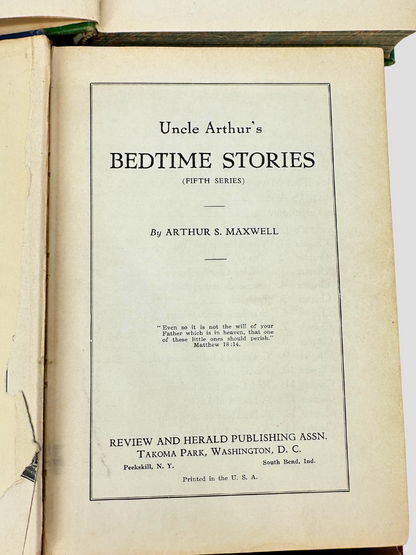 Uncle Arthur's
BEDTIME STORIES
(FIFTH SERIES)
By ARTHUR S. MAXWELL
"Even so it is not the will of your
Father which is in heaven, that one
of these little ones should perish."
Matthew 18:14.
REVIEW AND HERALD PUBLISHING ASSN.
TAKOMA PARK, WASHINGTON, D. C.
Peekskill, N. Y. South Bend, Ind.
Printed in the U. S. A.